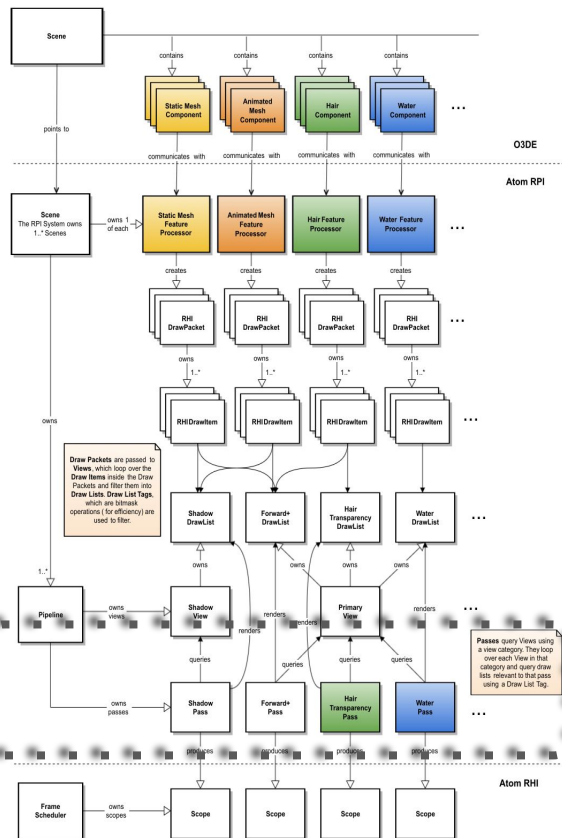 Scene
contains
contains
contains
contains
Static Mesh
Component
Animated
Mesh
Component
Hair
Component
Water
Component
...
points to
communicates with
communicates with
communicates with
communicates with
O3DE
Atom RPI
Scene
The RPI System owns
1..* Scenes
owns 1
of each
Static Mesh
Feature
Processor
Animated Mesh
Feature
Processor
Hair Feature
Processor
Water Feature
Processor
...
creates
creates
creates
creates
RHI
DrawPacket
RHI
DrawPacket
RHI
DrawPacket
RHI
DrawPacket
...
owns
owns
owns
owns
1..*
1..*
1..*
1..*
owns
RHIDrawItem
RHIDrawItem
RHIDrawItem
RHIDrawItem
...
Draw Packets are passed to
Views, which loop over the
Draw Items inside the Draw
Packets and filter them into
Draw Lists. Draw List Tags,
which are bitmask
operations ( for efficiency) are
used to filter.
Shadow
DrawList
Forward+
DrawList
Hair
Transparency
DrawList
Water
DrawList
...
owns
owns
owns
owns
1..*
Pipeline
owns
views
Shadow
View
renders
renders
Primary
View
renders
renders
...
queries
queries
queries
queries
Passes query Views using
a view category. They loop
over each View in that
category and query draw
lists relevant to that pass
using a Draw List Tag.
owns
passes
Shadow
Pass
Forward+
Pass
Hair
Transparency
Pass
Water
Pass
...
produces
produces
produces
produces
Atom RHI
Frame
Scheduler
owns
scopes
Scope
Scope
Scope
Scope